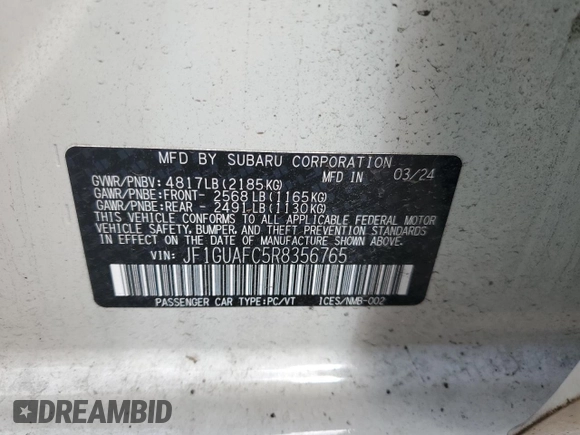 MFD BY SUBARU CORPORATION
MFD IN 03/24
GVWR/PNBV: 4817LB(2185KG)
GAWR/PNBE:FRONT- 2568LB(1165KG)
GAWR/PNBE:REAR - 2491LB(1130KG)
THIS VEHICLE CONFORMS TO ALL APPLICABLE FEDERAL MOTOR
VEHICLE SAFETY, BUMPER, AND THEFT PREVENTION STANDARDS
IN EFFECT ON THE DATE OF MANUFACTURE SHOWN ABOVE.
VIN: JF1GUAFC5R8356765
PASSENGER CAR TYPE:PC/VT ICES/NMB-002
DREAMBID